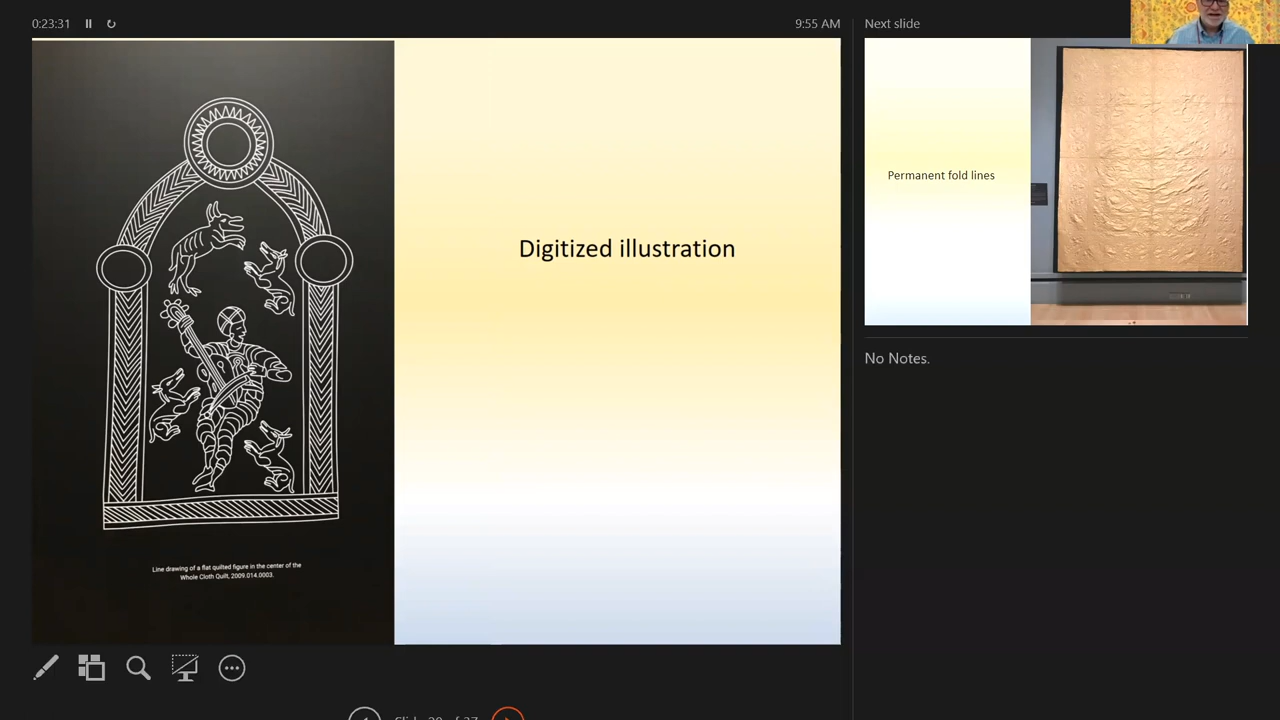 0:23:31
9:55 AM
Next slide
Digitized illustration
Line drawing of a flat quilted figure in the center of the
Whole Cloth Quilt, 2009.014.0003.
Permanent fold lines
No Notes.